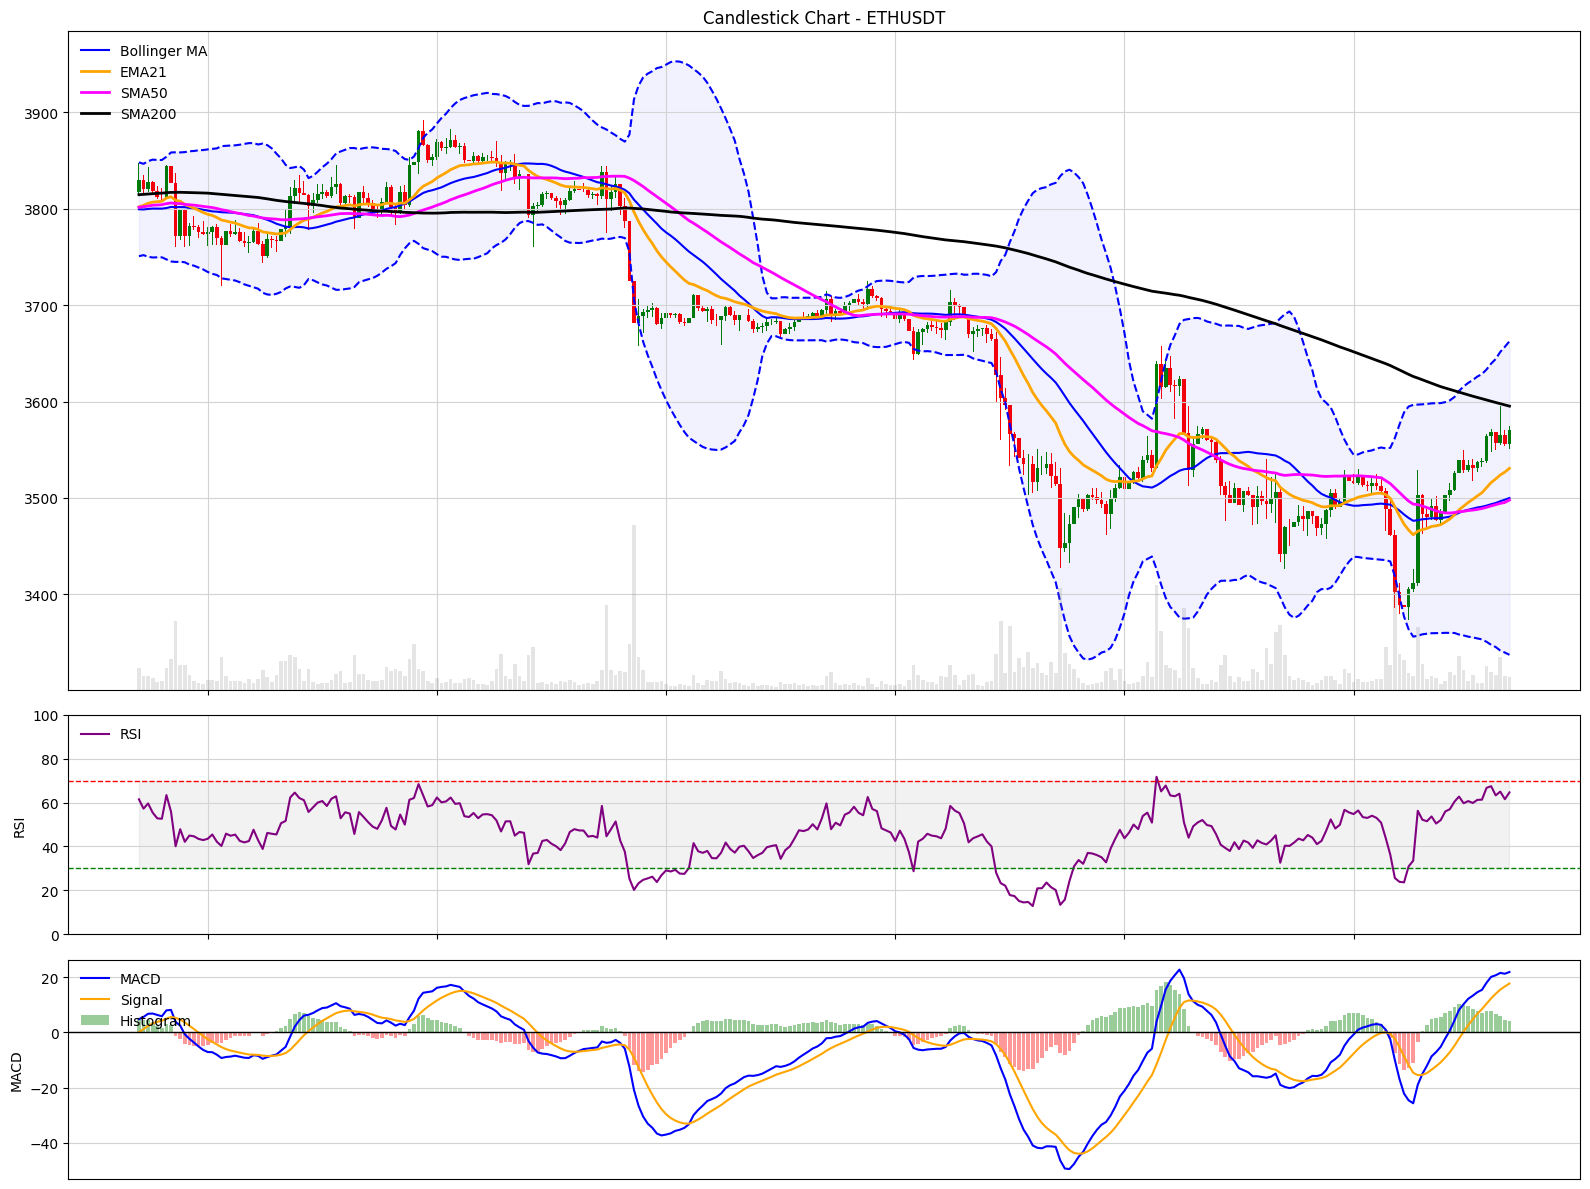 Candlestick Chart - ETHUSDT
Bollinger MA
EMA21
SMA50
SMA200
3900
3800
3700
3600
3500
3400
RSI
100
80
60
40
20
0
RSI
MACD
Signal
Histogram
20
0
−20
−40
MACD